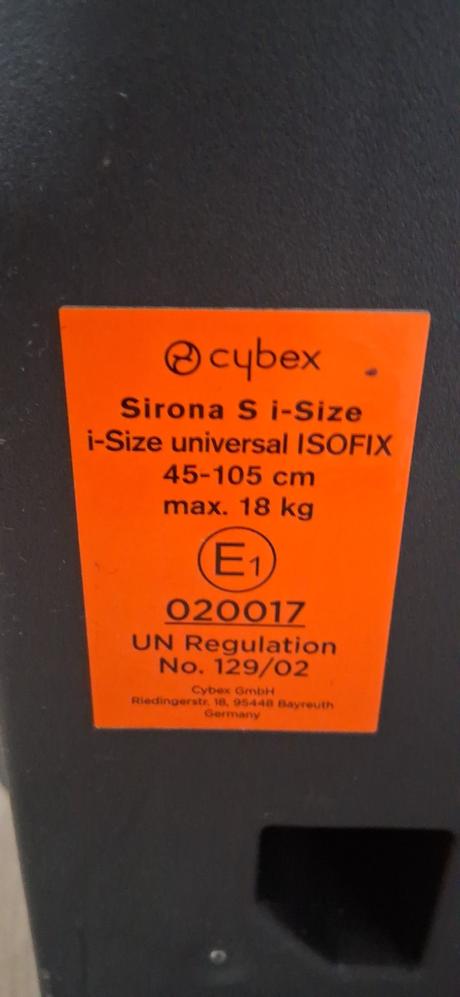 cybex
Sirona S i-Size
i-Size universal ISOFIX
45-105 cm
max. 18 kg
E1
020017
UN Regulation
No. 129/02
Cybex GmbH
Riedingerstr. 18, 95448 Bayreuth
Germany